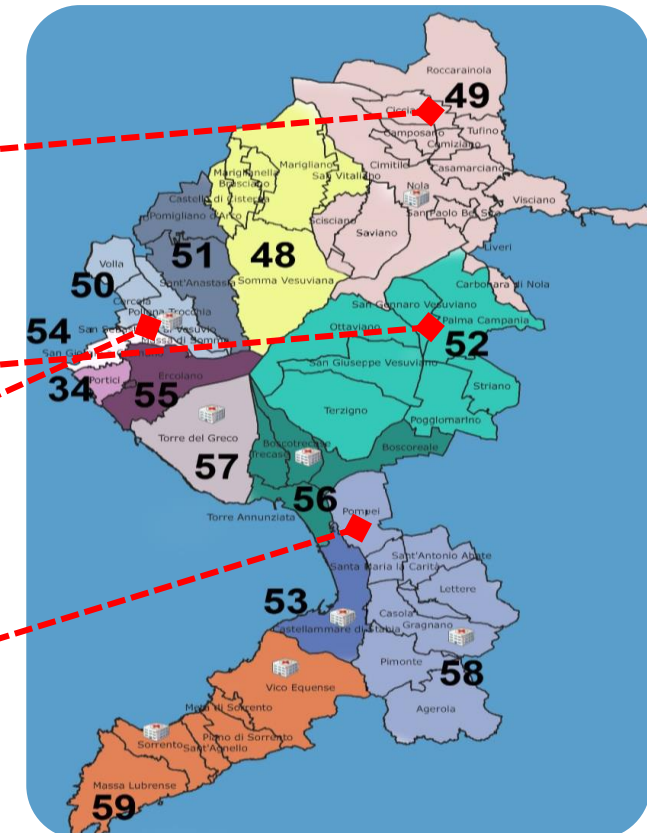 Roccarainola
49
Ciccia
Camposano
Tufino
Comiziano
Marigliano
Cimitile
Casamarciano
Mariglianella
Brusciano
San Vitaliano
Nola
Castello di Cisterna
Visciano
Pomigliano d'Arco
Scisciano
San Paolo Bel Sito
Saviano
Liveri
51
48
Volla
Sant'Anastasia
Somma Vesuviana
Carbonara di Nola
50
Cercola
San Gennaro Vesuviano
Pollena Trocchia
Ottaviano
Palma Campania
54
Massa di Somma
52
San Giuseppe Vesuviano
Portici
Ercolano
Striano
34
55
Terzigno
Poggiomarino
Torre del Greco
Boscotrecase
Trecase
Boscoreale
57
56
Pompei
Torre Annunziata
Sant'Antonio Abate
Santa Maria la Carità
Lettere
53
Casola
Gragnano
Castellammare di Stabia
Pimonte
58
Vico Equense
Meta di Sorrento
Agerola
Piano di Sorrento
Sorrento
Sant'Agnello
Massa Lubrense
59